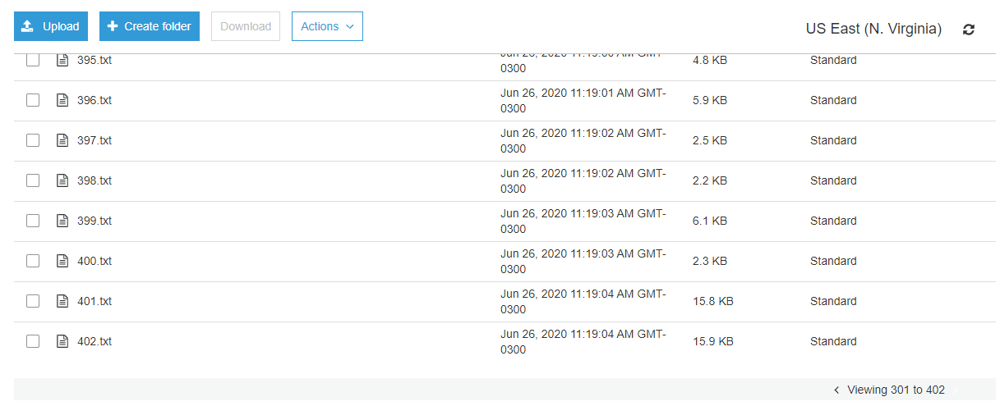 Upload Create folder Download Actions US East (N. Virginia)
395.txt 4.8 KB Standard
0300
396.txt Jun 26, 2020 11:19:01 AM GMT- 5.9 KB Standard
0300
397.txt Jun 26, 2020 11:19:02 AM GMT- 2.5 KB Standard
0300
398.txt Jun 26, 2020 11:19:02 AM GMT- 2.2 KB Standard
0300
399.txt Jun 26, 2020 11:19:03 AM GMT- 6.1 KB Standard
0300
400.txt Jun 26, 2020 11:19:03 AM GMT- 2.3 KB Standard
0300
401.txt Jun 26, 2020 11:19:04 AM GMT- 15.8 KB Standard
0300
402.txt Jun 26, 2020 11:19:04 AM GMT- 15.9 KB Standard
0300
Viewing 301 to 402